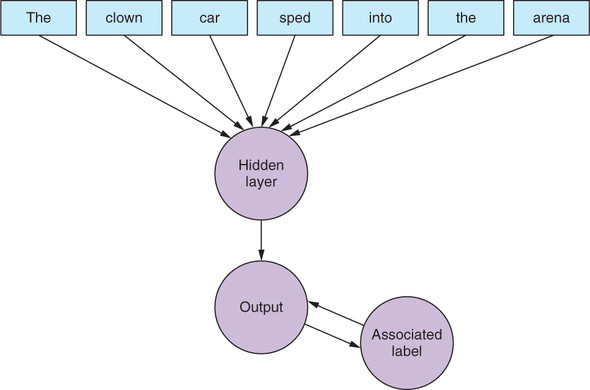 The clown car sped into the arena
Hidden
layer
Output
Associated
label